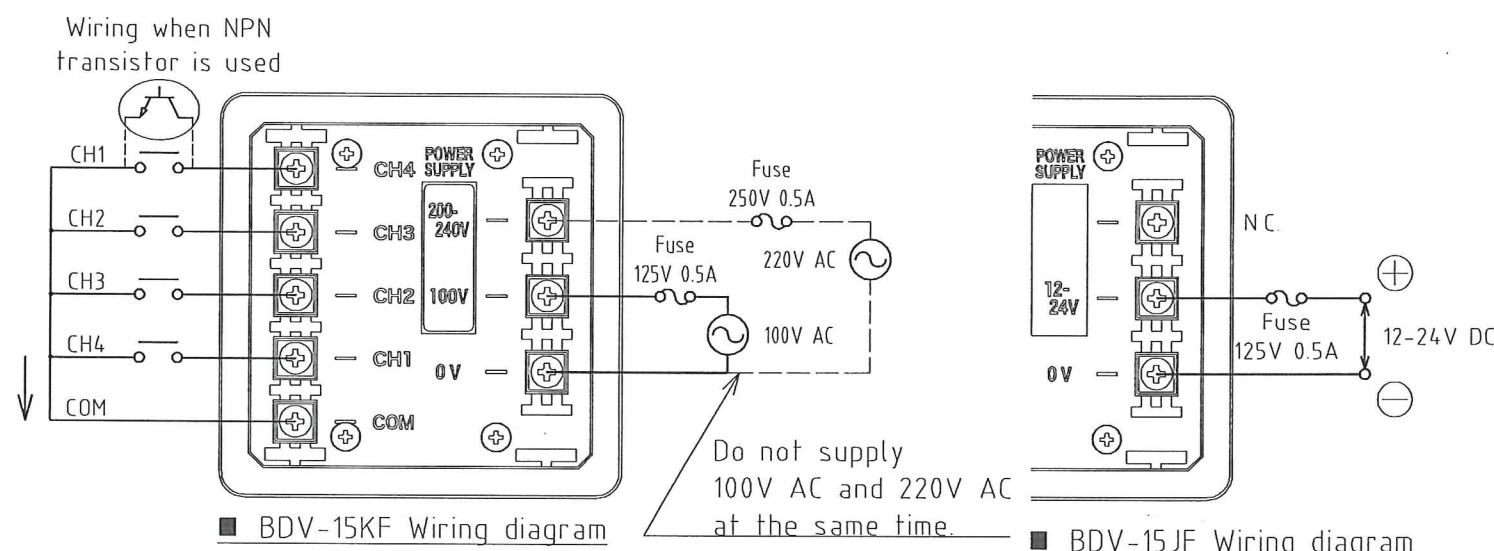 Wiring when NPN
transistor is used
CH1
CH2
CH3
CH4
COM
CH4
CH3
CH2
CH1
COM
POWER
SUPPLY
200-
240V
100V
0V
Fuse
250V 0.5A
220V AC
Fuse
125V 0.5A
100V AC
Do not supply
100V AC and 220V AC
at the same time.
■ BDV-15KF Wiring diagram
POWER
SUPPLY
12-
24V
0V
N.C.
Fuse
125V 0.5A
12-24V DC
■ BDV-15JF Wiring diagram